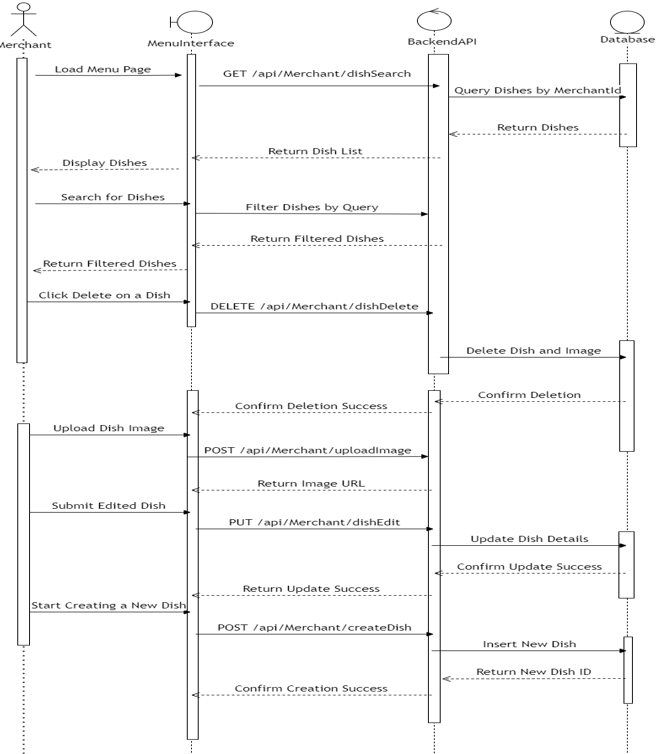 Merchant
MenuInterface
BackendAPI
Database
Load Menu Page
GET /api/Merchant/dishSearch
Query Dishes by MerchantId
Return Dishes
Return Dish List
Display Dishes
Search for Dishes
Filter Dishes by Query
Return Filtered Dishes
Return Filtered Dishes
Click Delete on a Dish
DELETE /api/Merchant/dishDelete
Delete Dish and Image
Confirm Deletion
Confirm Deletion Success
Upload Dish Image
POST /api/Merchant/uploadImage
Return Image URL
Submit Edited Dish
PUT /api/Merchant/dishEdit
Update Dish Details
Confirm Update Success
Return Update Success
Start Creating a New Dish
POST /api/Merchant/createDish
Insert New Dish
Return New Dish ID
Confirm Creation Success